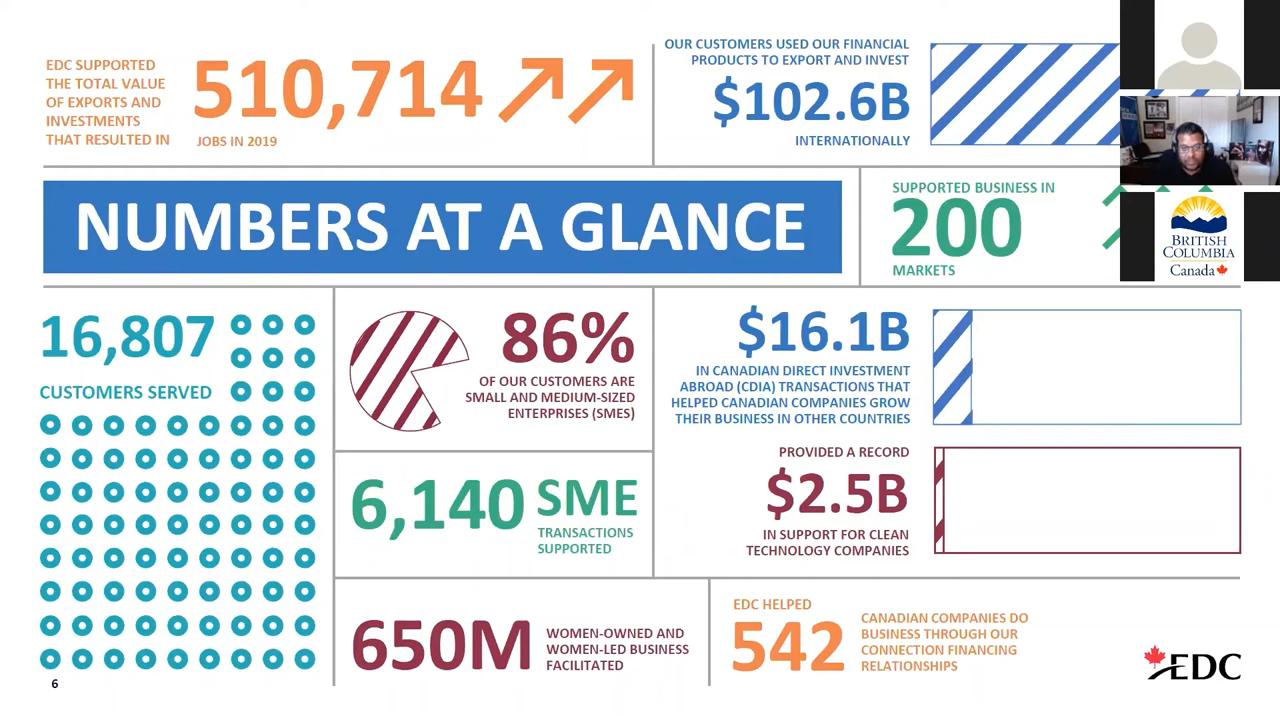 EDC SUPPORTED
THE TOTAL VALUE
OF EXPORTS AND
INVESTMENTS
THAT RESULTED IN
510,714
JOBS IN 2019
OUR CUSTOMERS USED OUR FINANCIAL
PRODUCTS TO EXPORT AND INVEST
$102.6B
INTERNATIONALLY
NUMBERS AT A GLANCE
SUPPORTED BUSINESS IN
200
MARKETS
BRITISH
COLUMBIA
Canada
16,807
CUSTOMERS SERVED
86%
OF OUR CUSTOMERS ARE
SMALL AND MEDIUM-SIZED
ENTERPRISES (SMES)
$16.1B
IN CANADIAN DIRECT INVESTMENT
ABROAD (CDIA) TRANSACTIONS THAT
HELPED CANADIAN COMPANIES GROW
THEIR BUSINESS IN OTHER COUNTRIES
6,140 SME
TRANSACTIONS
SUPPORTED
PROVIDED A RECORD
$2.5B
IN SUPPORT FOR CLEAN
TECHNOLOGY COMPANIES
650M
WOMEN-OWNED AND
WOMEN-LED BUSINESS
FACILITATED
EDC HELPED
542
CANADIAN COMPANIES DO
BUSINESS THROUGH OUR
CONNECTION FINANCING
RELATIONSHIPS
EDC
6